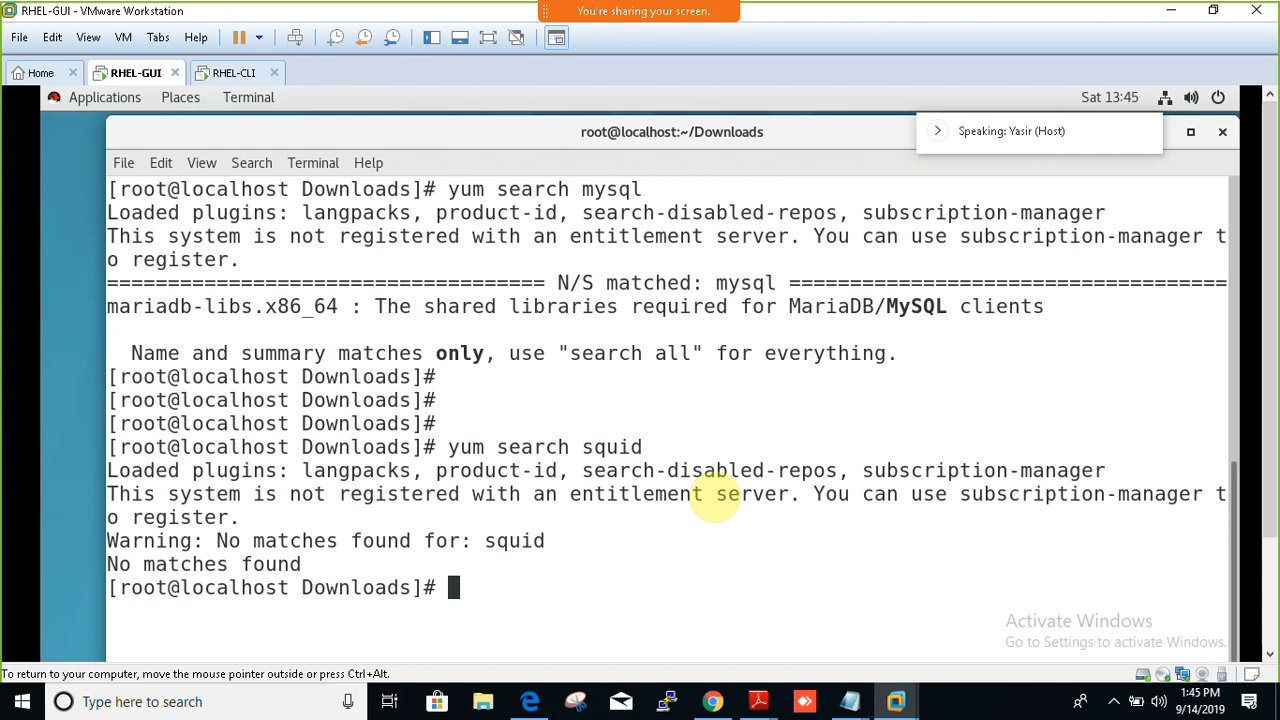 RHEL-GUI - VMware Workstation
You're sharing your screen.
File Edit View VM Tabs Help
Home RHEL-GUI RHEL-CLI
Applications Places Terminal Sat 13:45
root@localhost:~/Downloads
Speaking: Yasir (Host)
File Edit View Search Terminal Help
[root@localhost Downloads]# yum search mysql
Loaded plugins: langpacks, product-id, search-disabled-repos, subscription-manager
This system is not registered with an entitlement server. You can use subscription-manager t
o register.
==================================== N/S matched: mysql ====================================
mariadb-libs.x86_64 : The shared libraries required for MariaDB/MySQL clients
Name and summary matches only, use "search all" for everything.
[root@localhost Downloads]#
[root@localhost Downloads]#
[root@localhost Downloads]#
[root@localhost Downloads]# yum search squid
Loaded plugins: langpacks, product-id, search-disabled-repos, subscription-manager
This system is not registered with an entitlement server. You can use subscription-manager t
o register.
Warning: No matches found for: squid
No matches found
[root@localhost Downloads]#
Activate Windows
Go to Settings to activate Windows.
To return to your computer, move the mouse pointer outside or press Ctrl+Alt.
Type here to search
1:45 PM
9/14/2019